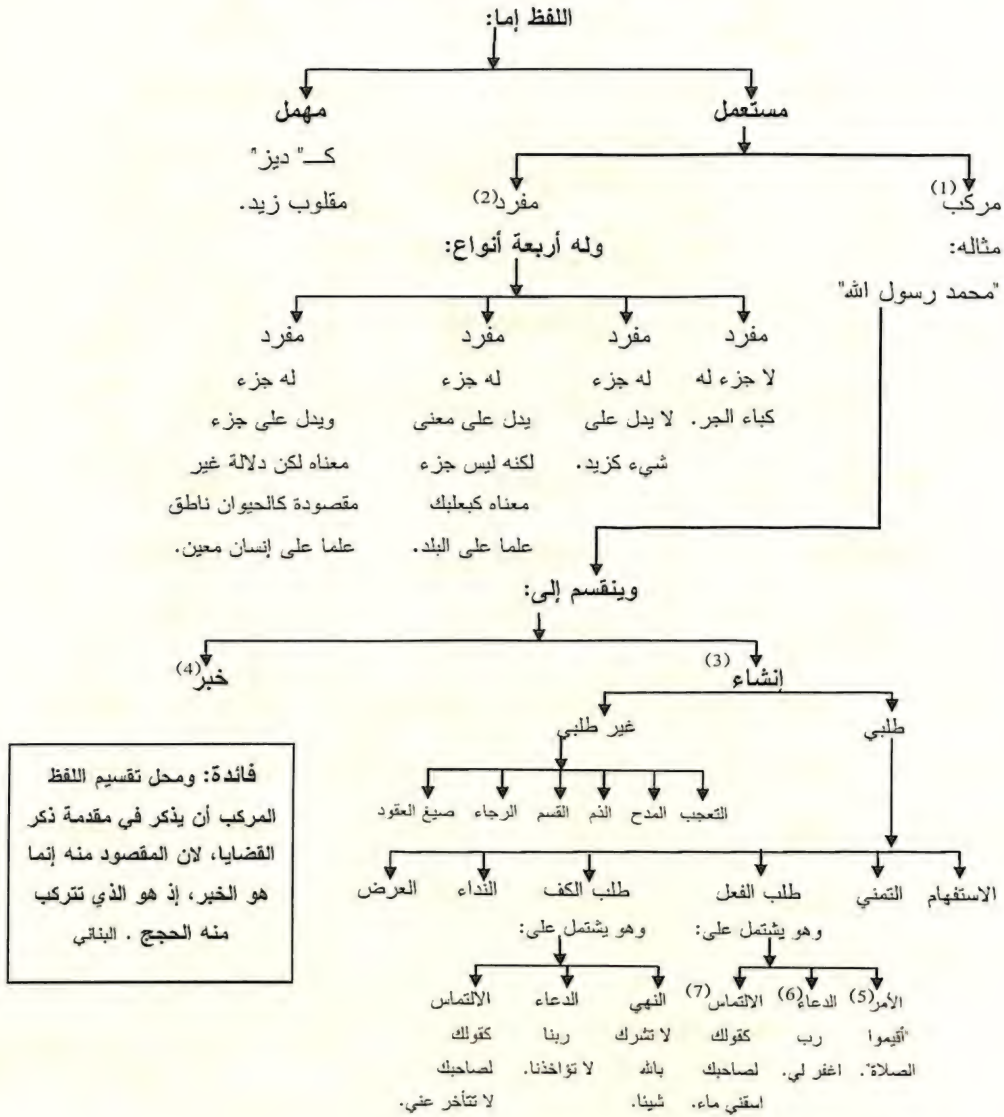 اللفظ إما:
مستعمل
مهمل
كـ" ديز"
مقلوب زيد.
مركب(1)
مثاله:
"محمد رسول الله"
مفرد(2)
وله أربعة أنواع:
مفرد
لا جزء له
كباء الجر.
مفرد
له جزء
لا يدل على
شيء كزيد.
مفرد
له جزء
يدل على معنى
لكنه ليس جزء
معناه كبعلبك
علما على البلد.
مفرد
له جزء
ويدل على جزء
معناه لكن دلالة غير
مقصودة كالحيوان ناطق
علما على إنسان معين.
وينقسم إلى:
إنشاء(3)
خبر(4)
طلبي
غير طلبي
التعجب
المدح
الذم
القسم
الرجاء
صيغ العقود
الاستفهام
التمني
طلب الفعل
وهو يشتمل على:
طلب الكف
وهو يشتمل على:
النداء
العرض
الأمر(5)
"أقيموا
الصلاة".
الدعاء(6)
رب
اغفر لي.
الالتماس(7)
كقولك
لصاحبك
اسقني ماء.
النهي
لا تشرك
بالله
شيئا.
الدعاء
ربنا
لا تؤاخذنا.
الالتماس
كقولك
لصاحبك
لا تتأخر عني.
فائدة: ومحل تقسيم اللفظ
المركب أن يذكر في مقدمة ذكر
القضايا، لان المقصود منه إنما
هو الخبر، إذ هو الذي تتركب
منه الحجج . البناني